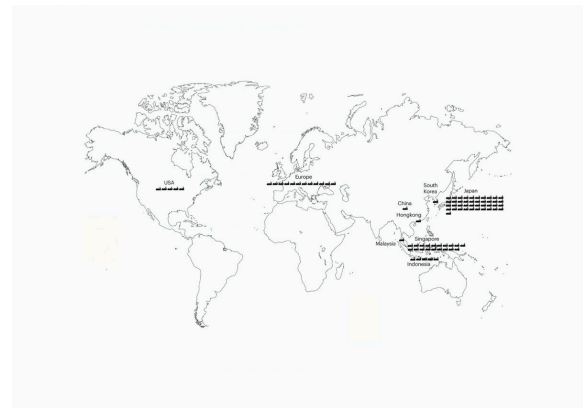 USA
Europe
South
Korea
Japan
China
Hongkong
Malaysia
Singapore
Indonesia